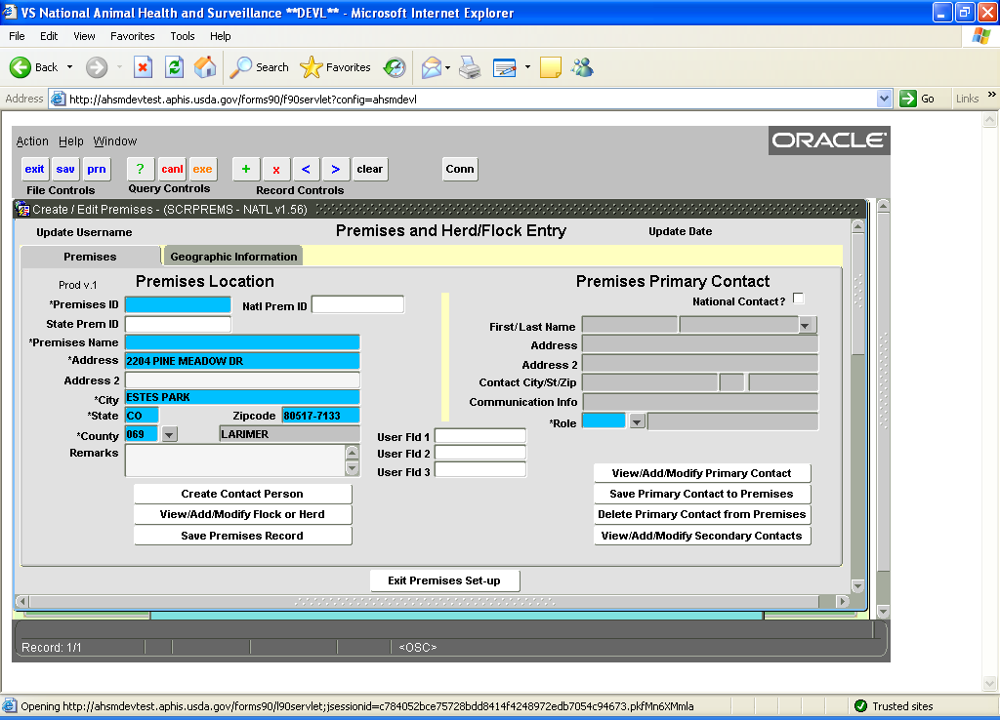 VS National Animal Health and Surveillance **DEVL** - Microsoft Internet Explorer
File Edit View Favorites Tools Help
Back Search Favorites
Address http://ahsmdevtest.aphis.usda.gov/forms90/f90servlet?config=ahsmdevl Go Links »
Action Help Window ORACLE
exit sav prn ? canl exe + x < > clear Conn
File Controls Query Controls Record Controls
Create / Edit Premises - (SCRPREMS - NATL v1.56)
Update Username Premises and Herd/Flock Entry Update Date
Premises Geographic Information
Prod v.1 Premises Location Premises Primary Contact
National Contact?
*Premises ID Natl Prem ID
State Prem ID First/Last Name
*Premises Name Address
*Address 2204 PINE MEADOW DR Address 2
Address 2 Contact City/St/Zip
*City ESTES PARK Communication Info
*State CO Zipcode 80517-7133 *Role
*County 069 LARIMER User Fld 1
Remarks User Fld 2
User Fld 3
View/Add/Modify Primary Contact
Create Contact Person Save Primary Contact to Premises
View/Add/Modify Flock or Herd Delete Primary Contact from Premises
Save Premises Record View/Add/Modify Secondary Contacts
Exit Premises Set-up
Record: 1/1 <OSC>
Opening http://ahsmdevtest.aphis.usda.gov/forms90/l90servlet;jsessionid=c784052bce75728bdd8414f4248972edb7054c94673.pkfMn6XMmla Trusted sites